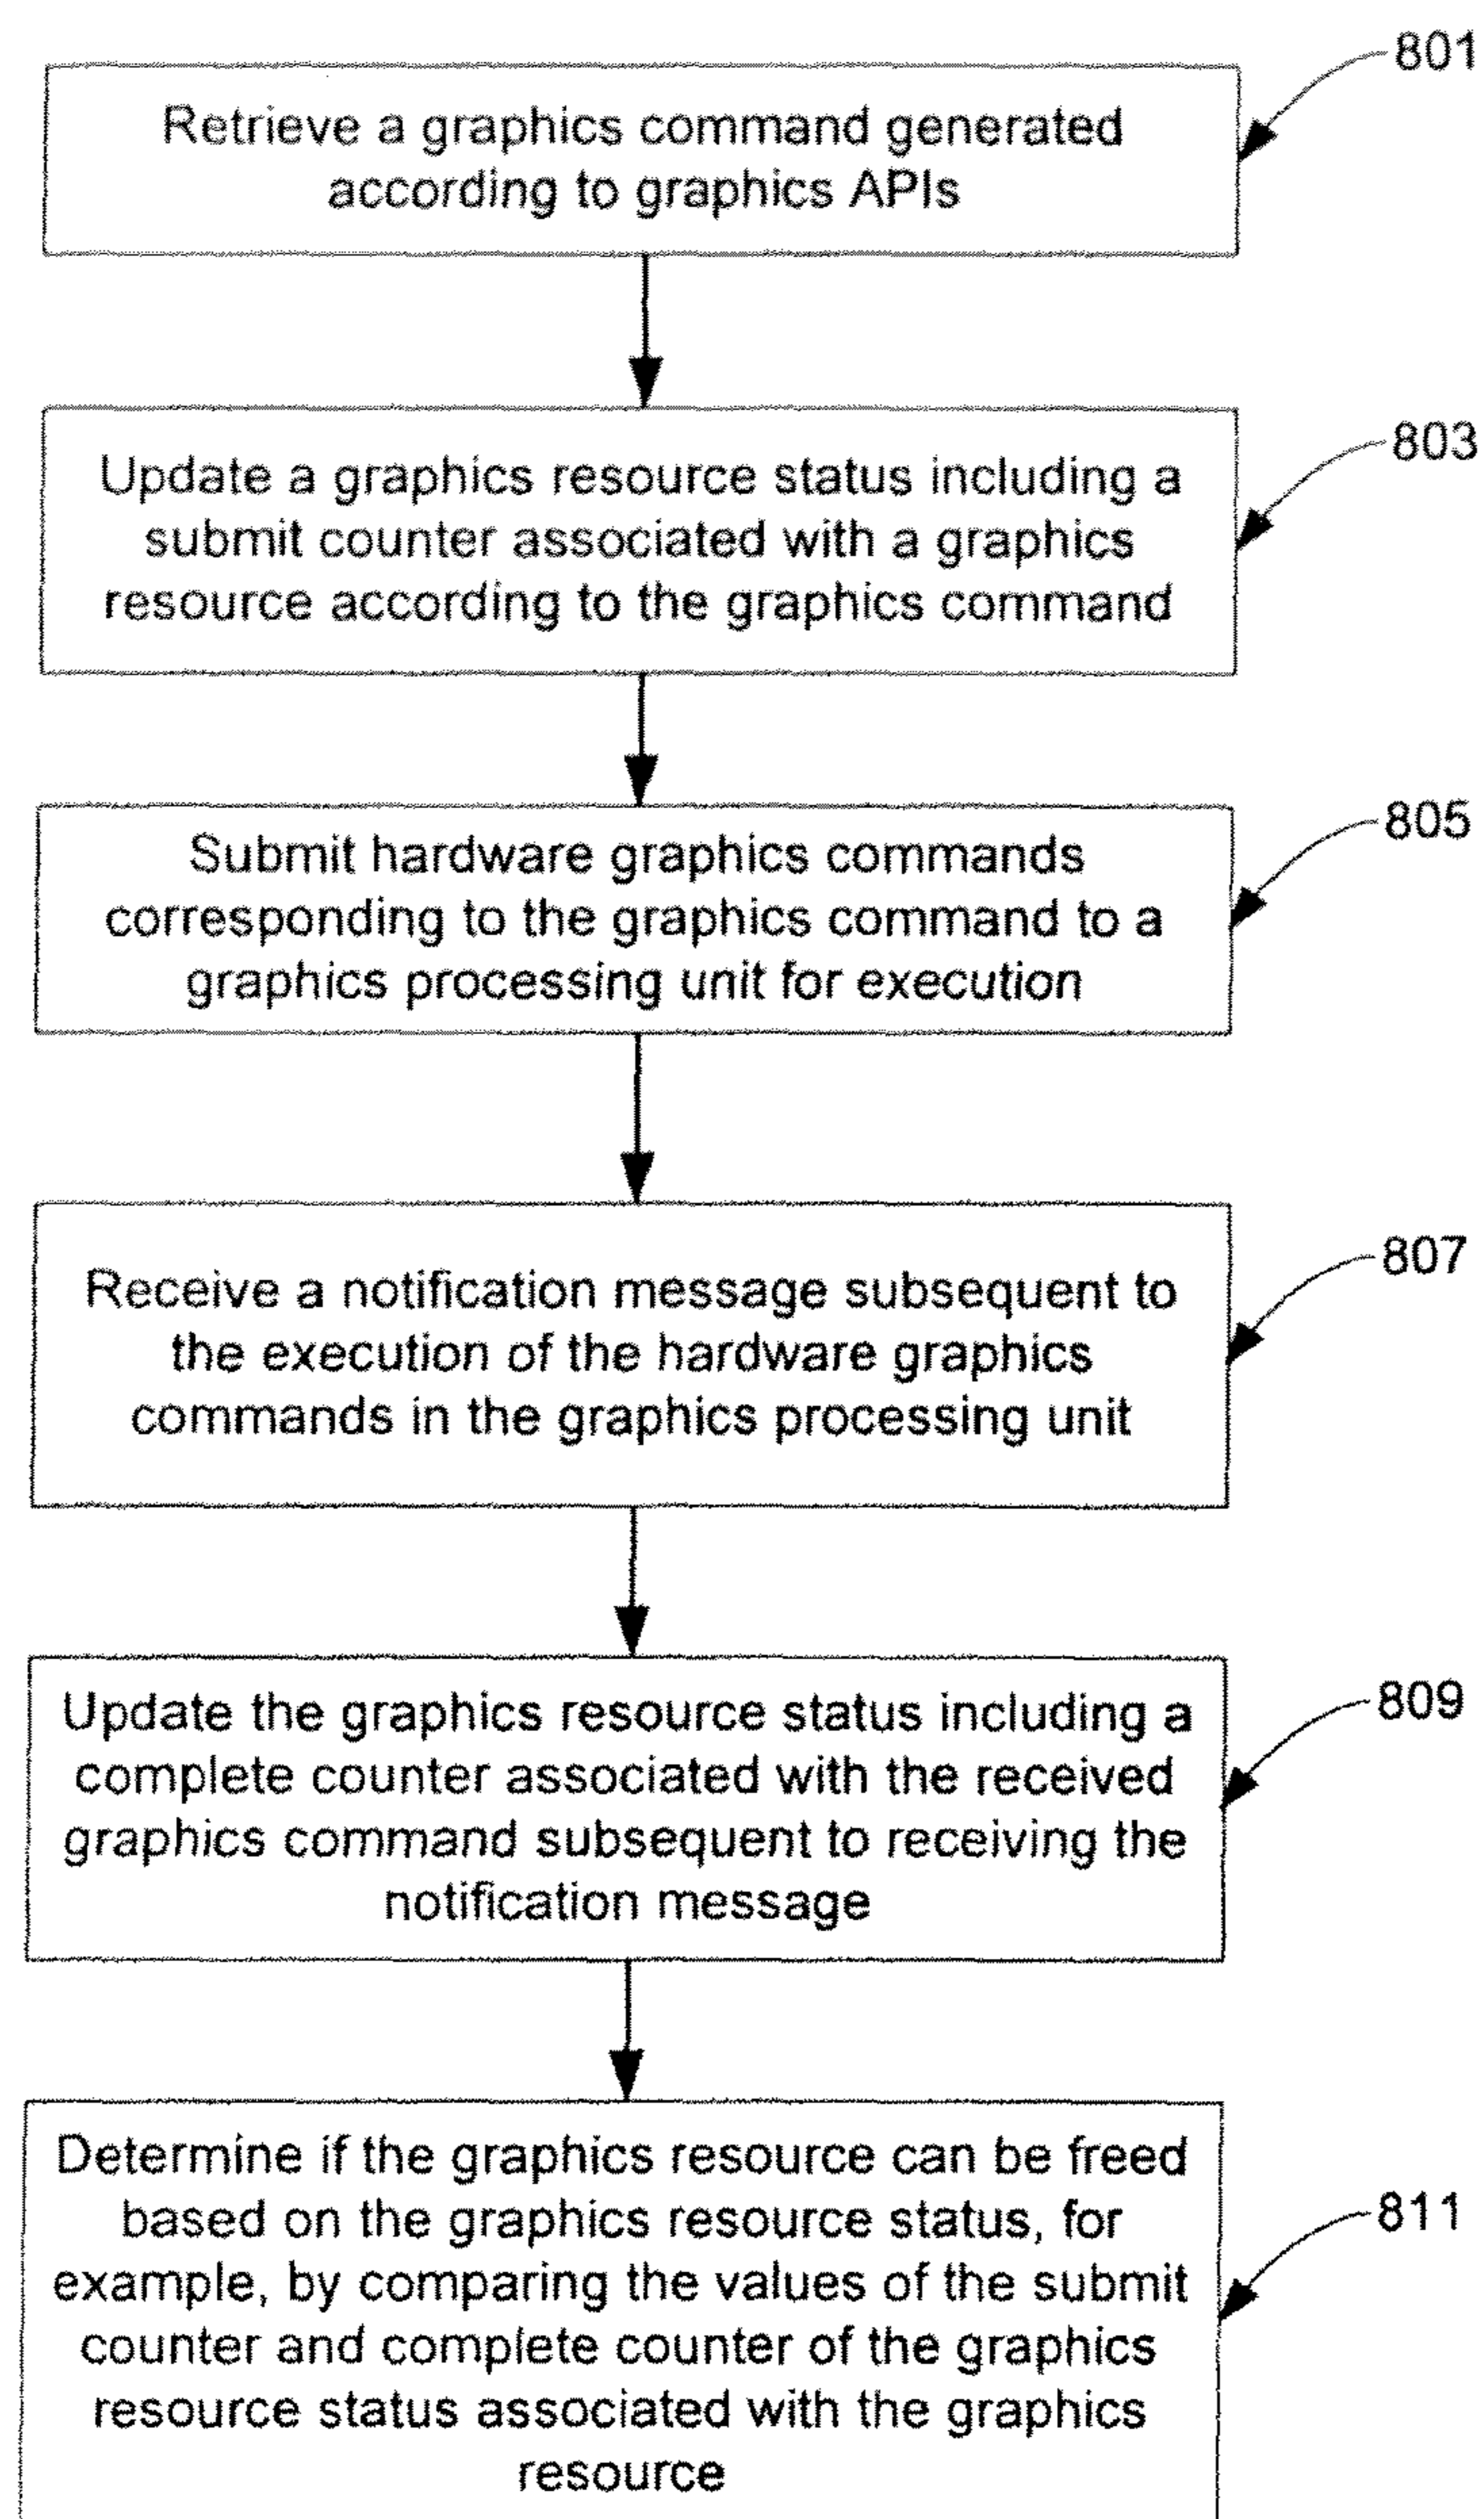 801
Retrieve a graphics command generated
according to graphics APIs
803
Update a graphics resource status including a
submit counter associated with a graphics
resource according to the graphics command
805
Submit hardware graphics commands
corresponding to the graphics command to a
graphics processing unit for execution
807
Receive a notification message subsequent to
the execution of the hardware graphics
commands in the graphics processing unit
809
Update the graphics resource status including a
complete counter associated with the received
graphics command subsequent to receiving the
notification message
811
Determine if the graphics resource can be freed
based on the graphics resource status, for
example, by comparing the values of the submit
counter and complete counter of the graphics
resource status associated with the graphics
resource